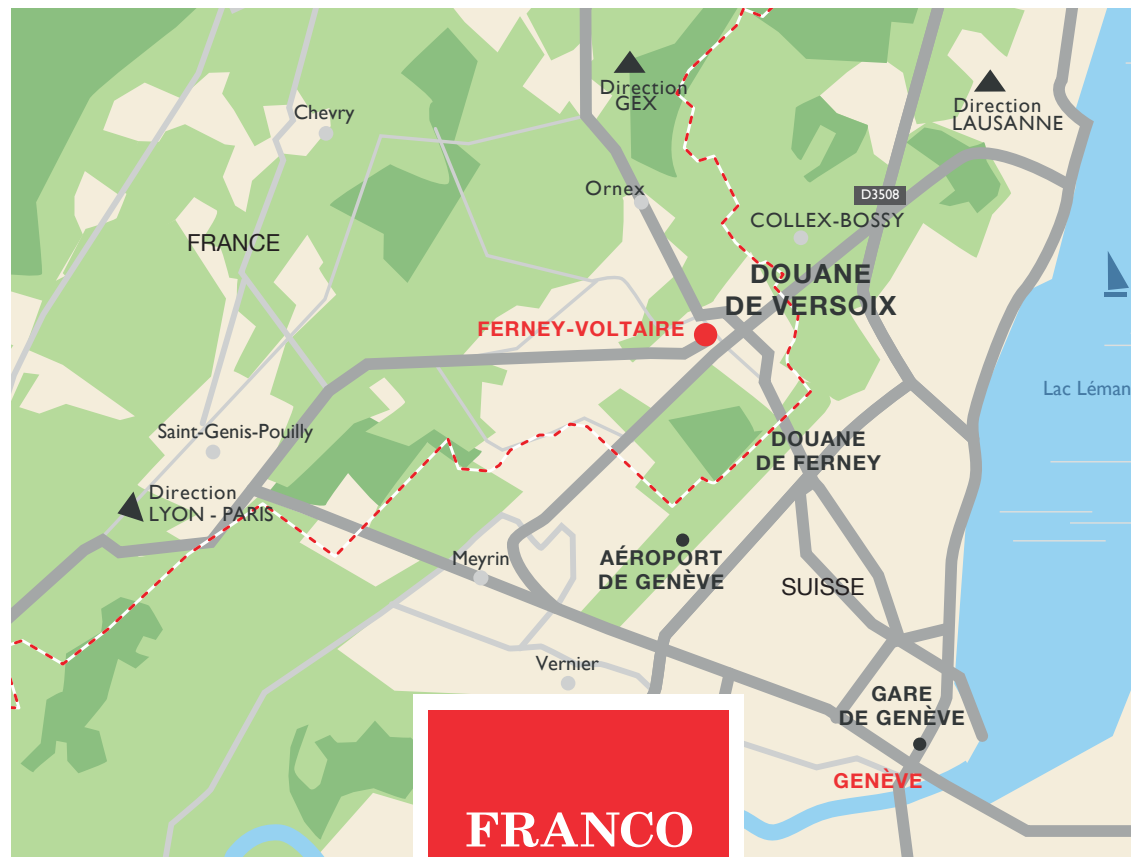 Direction
GEX
Direction
LAUSANNE
Chevry
Ornex
D3508
COLLEX-BOSSY
FRANCE
DOUANE
DE VERSOIX
FERNEY-VOLTAIRE
Lac Léman
Saint-Genis-Pouilly
DOUANE
DE FERNEY
Direction
LYON - PARIS
Meyrin
AÉROPORT
DE GENÈVE
SUISSE
Vernier
GARE
DE GENÈVE
GENÈVE
FRANCO